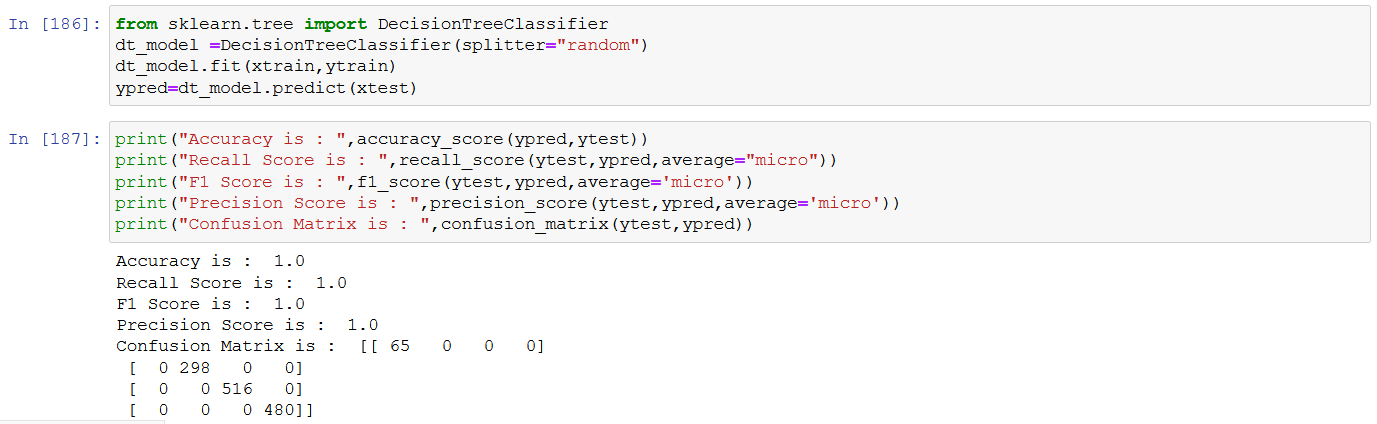 In [186]: from sklearn.tree import DecisionTreeClassifier
dt_model =DecisionTreeClassifier(splitter="random")
dt_model.fit(xtrain,ytrain)
ypred=dt_model.predict(xtest)
In [187]: print("Accuracy is : ",accuracy_score(ypred,ytest))
print("Recall Score is : ",recall_score(ytest,ypred,average="micro"))
print("F1 Score is : ",f1_score(ytest,ypred,average='micro'))
print("Precision Score is : ",precision_score(ytest,ypred,average='micro'))
print("Confusion Matrix is : ",confusion_matrix(ytest,ypred))
Accuracy is :  1.0
Recall Score is :  1.0
F1 Score is :  1.0
Precision Score is :  1.0
Confusion Matrix is :  [[ 65   0   0   0]
 [  0 298   0   0]
 [  0   0 516   0]
 [  0   0   0 480]]